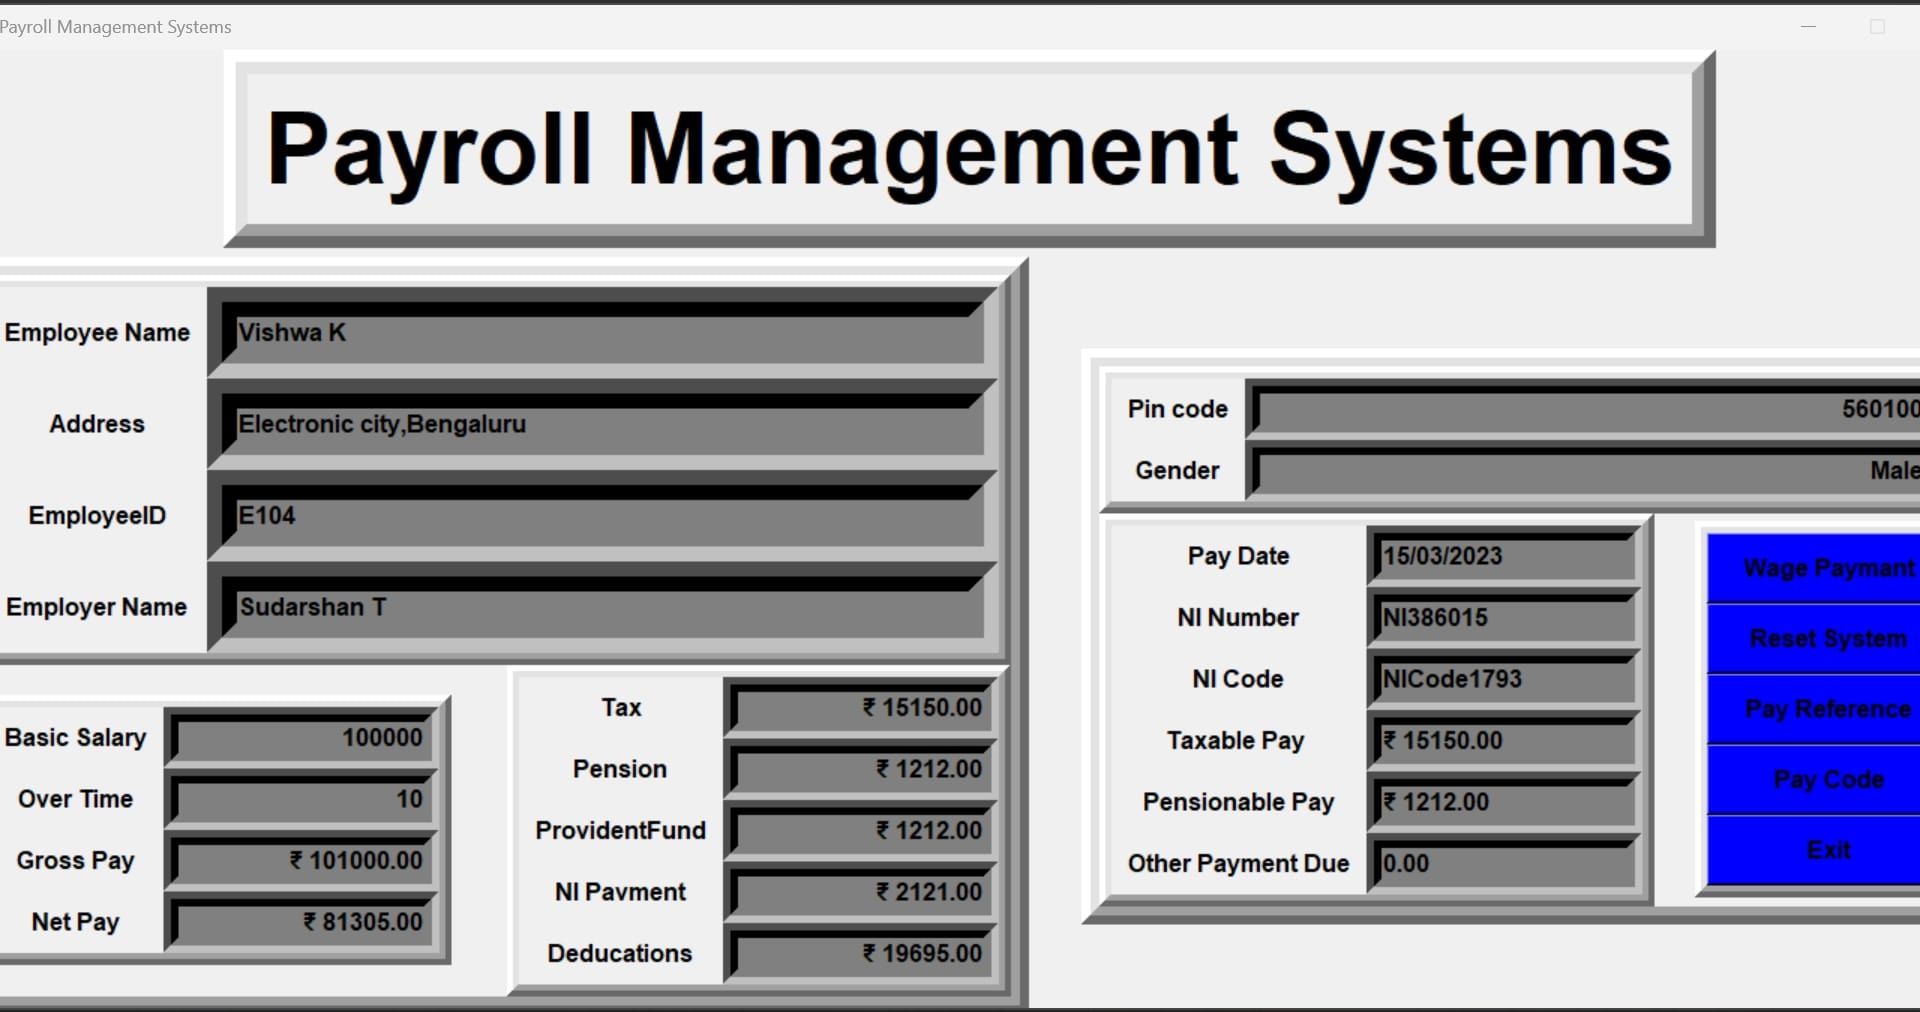 Payroll Management Systems
Payroll Management Systems
Employee Name Vishwa K
Address Electronic city,Bengaluru
EmployeeID E104
Employer Name Sudarshan T
Basic Salary 100000
Over Time 10
Gross Pay ₹ 101000.00
Net Pay ₹ 81305.00
Tax ₹ 15150.00
Pension ₹ 1212.00
ProvidentFund ₹ 1212.00
NI Pavment ₹ 2121.00
Deducations ₹ 19695.00
Pin code 560100
Gender Male
Pay Date 15/03/2023
NI Number NI386015
NI Code NICode1793
Taxable Pay ₹ 15150.00
Pensionable Pay ₹ 1212.00
Other Payment Due 0.00
Wage Paymant
Reset System
Pay Reference
Pay Code
Exit